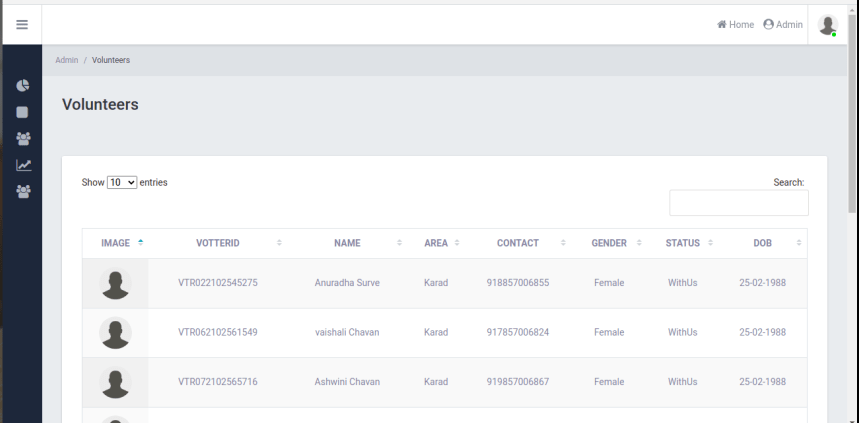 Home Admin
Admin / Volunteers
Volunteers
Show 10 entries
Search:
IMAGE VOTTERID NAME AREA CONTACT GENDER STATUS DOB
VTR022102545275 Anuradha Surve Karad 918857006855 Female WithUs 25-02-1988
VTR062102561549 vaishali Chavan Karad 917857006824 Female WithUs 25-02-1988
VTR072102565716 Ashwini Chavan Karad 919857006867 Female WithUs 25-02-1988